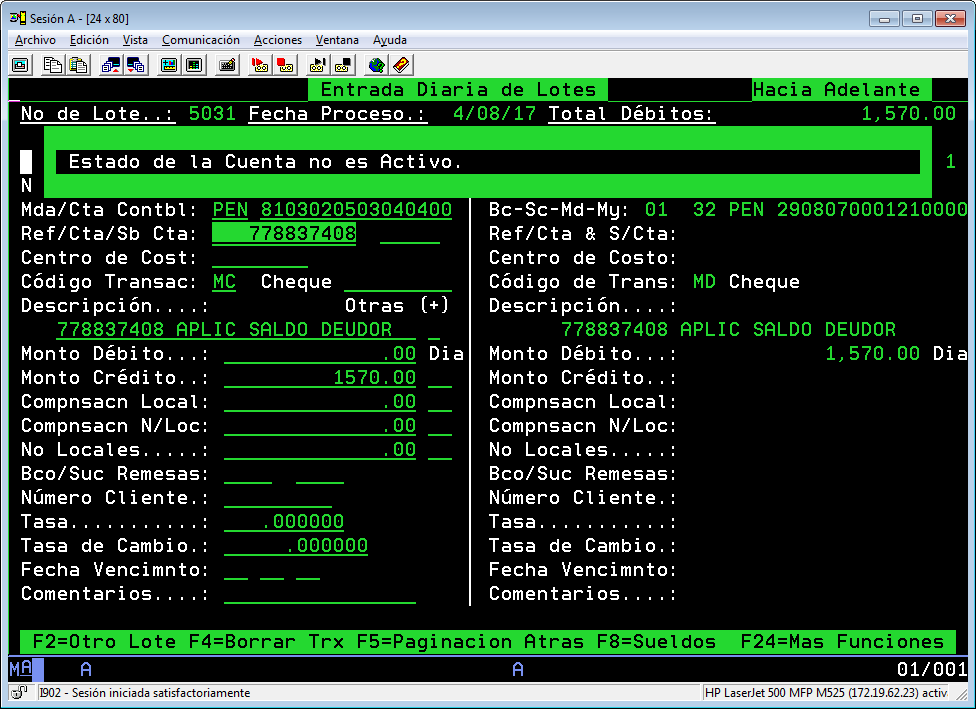 Sesión A - [24 x 80]
Archivo Edición Vista Comunicación Acciones Ventana Ayuda
Entrada Diaria de Lotes Hacia Adelante
No de Lote..: 5031 Fecha Proceso.: 4/08/17 Total Débitos: 1,570.00
Estado de la Cuenta no es Activo. 1
N
Mda/Cta Contbl: PEN 8103020503040400 Bc-Sc-Md-My: 01 32 PEN 2908070001210000
Ref/Cta/Sb Cta: 778837408 Ref/Cta & S/Cta:
Centro de Cost: Centro de Costo:
Código Transac: MC Cheque Código de Trans: MD Cheque
Descripción....: Otras (+) Descripción....:
778837408 APLIC SALDO DEUDOR 778837408 APLIC SALDO DEUDOR
Monto Débito...: .00 Dia Monto Débito...: 1,570.00 Dia
Monto Crédito..: 1570.00 Monto Crédito..:
Compnsacn Local: .00 Compnsacn Local:
Compnsacn N/Loc: .00 Compnsacn N/Loc:
No Locales.....: .00 No Locales.....:
Bco/Suc Remesas: Bco/Suc Remesas:
Número Cliente.: Número Cliente.:
Tasa...........: .000000 Tasa...........:
Tasa de Cambio.: .000000 Tasa de Cambio.:
Fecha Vencimnto: Fecha Vencimnto:
Comentarios....: Comentarios....:
F2=Otro Lote F4=Borrar Trx F5=Paginacion Atras F8=Sueldos F24=Mas Funciones
MA A A 01/001
I902 - Sesión iniciada satisfactoriamente HP LaserJet 500 MFP M525 (172.19.62.23) activ